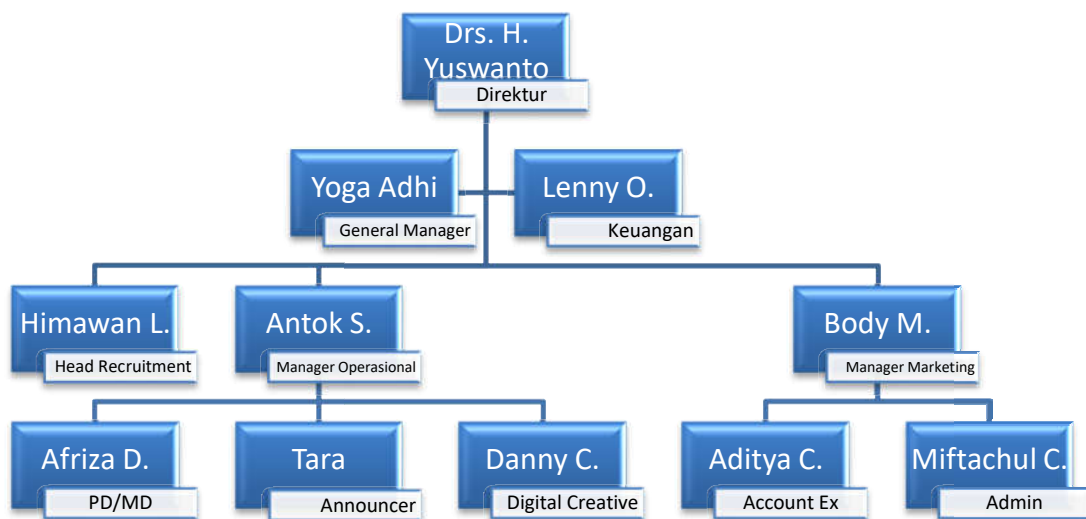 Drs. H.
Yuswanto
Direktur
Yoga Adhi
General Manager
Lenny O.
Keuangan
Himawan L.
Head Recruitment
Antok S.
Manager Operasional
Body M.
Manager Marketing
Afriza D.
PD/MD
Tara
Announcer
Danny C.
Digital Creative
Aditya C.
Account Ex
Miftachul C.
Admin